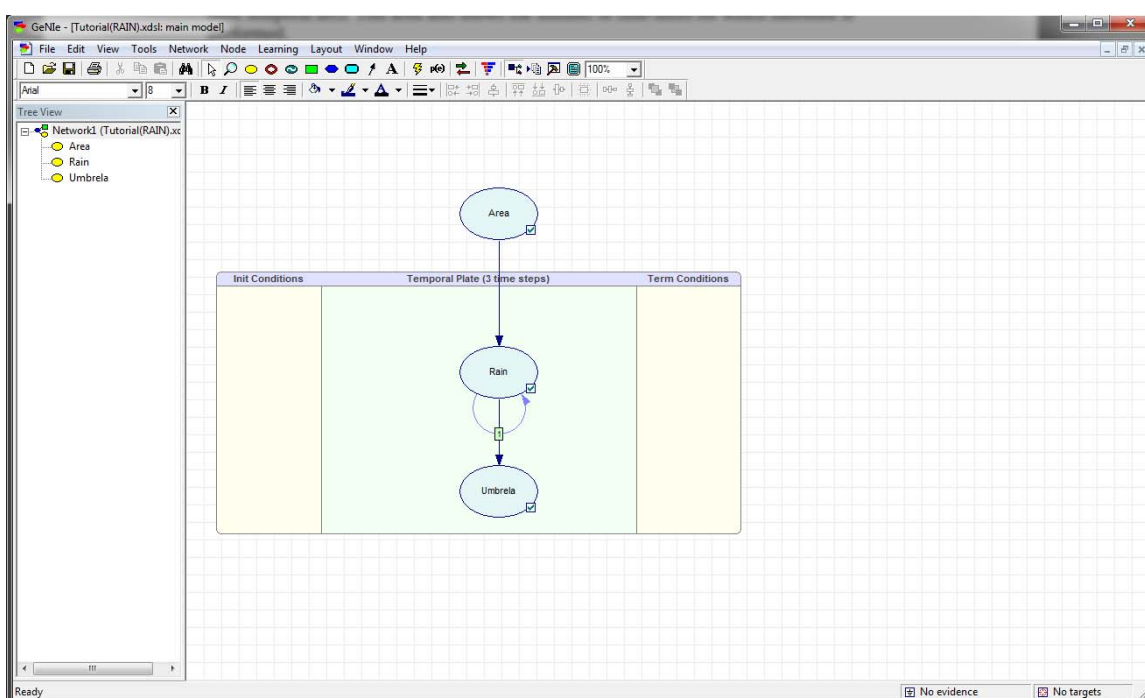 GeNIe - [Tutorial(RAIN).xdsl: main model]
File Edit View Tools Network Node Learning Layout Window Help
A P(e) 100%
Arial 8 B I A
Tree View
Network1 (Tutorial(RAIN).xd
Area
Rain
Umbrela
Area
Init Conditions Temporal Plate (3 time steps) Term Conditions
Rain
1
Umbrela
Ready No evidence No targets